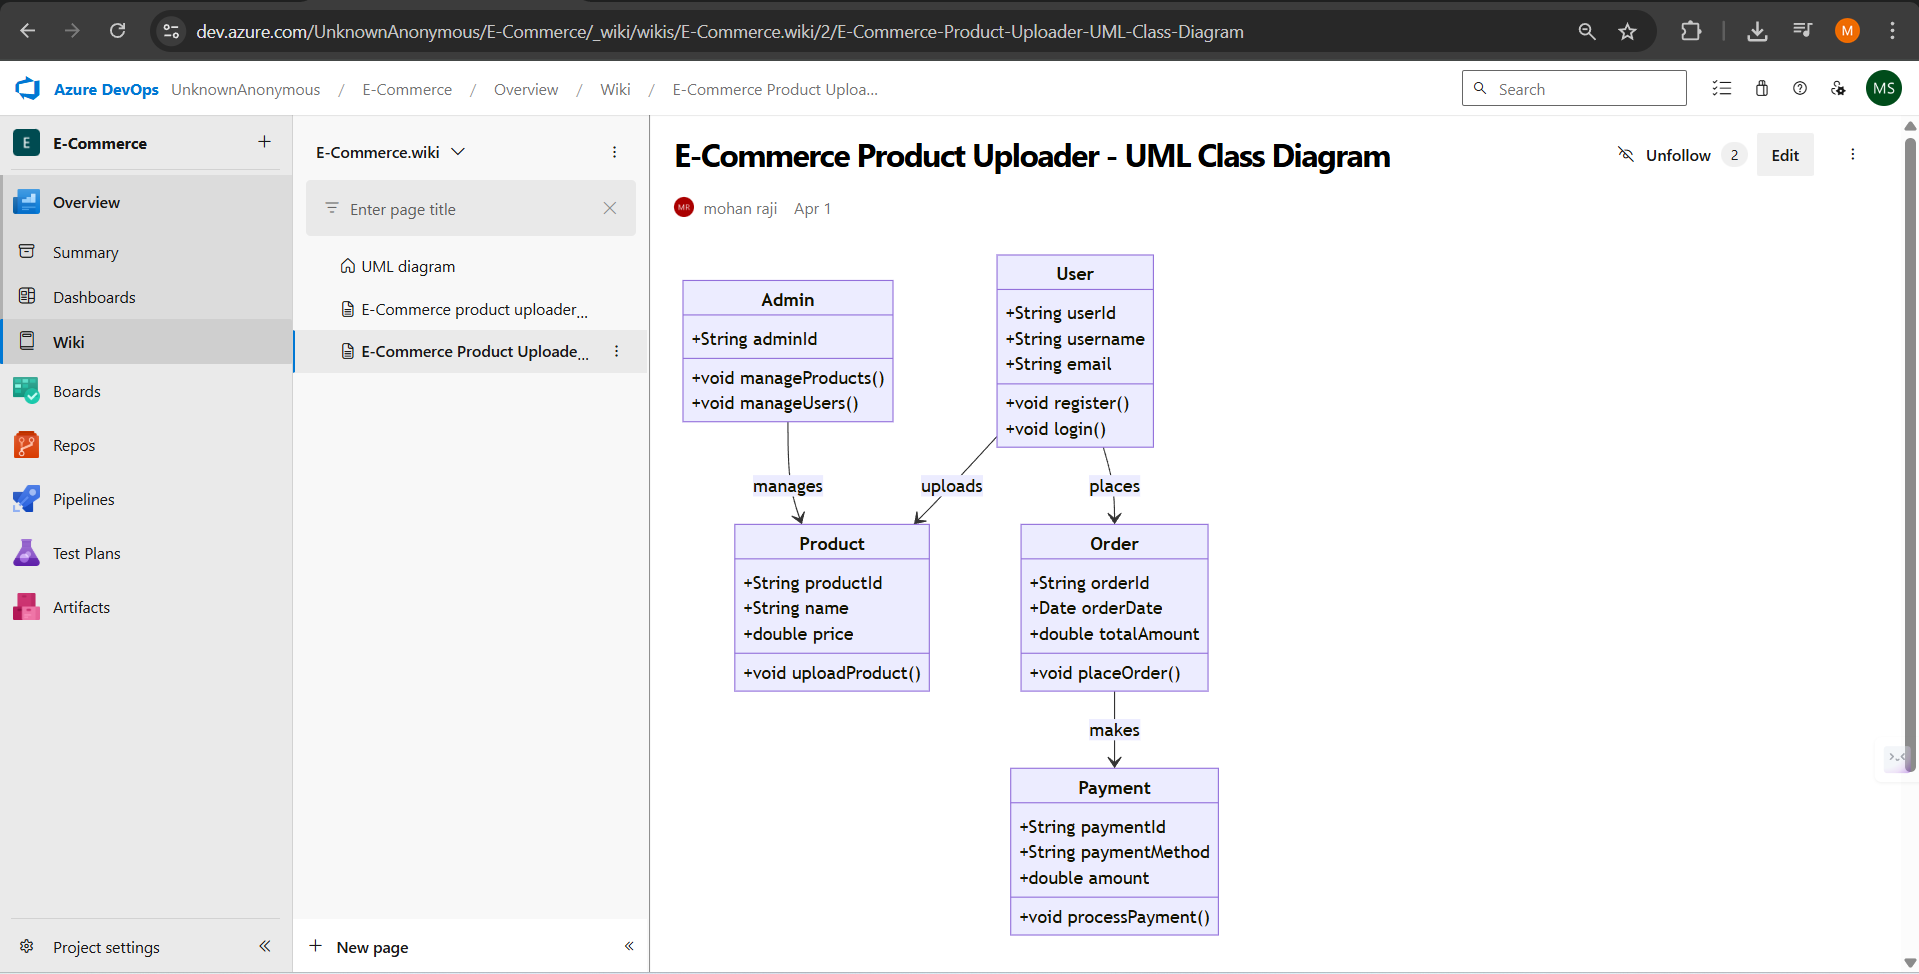 dev.azure.com/UnknownAnonymous/E-Commerce/_wiki/wikis/E-Commerce.wiki/2/E-Commerce-Product-Uploader-UML-Class-Diagram
M
Azure DevOps UnknownAnonymous / E-Commerce / Overview / Wiki / E-Commerce Product Uploa...
Search
MS
E E-Commerce
Overview
Summary
Dashboards
Wiki
Boards
Repos
Pipelines
Test Plans
Artifacts
Project settings
E-Commerce.wiki
Enter page title
UML diagram
E-Commerce product uploader...
E-Commerce Product Uploade...
New page
E-Commerce Product Uploader - UML Class Diagram
Unfollow 2 Edit
MR mohan raji Apr 1
Admin
+String adminId
+void manageProducts()
+void manageUsers()
User
+String userId
+String username
+String email
+void register()
+void login()
manages
uploads
places
Product
+String productId
+String name
+double price
+void uploadProduct()
Order
+String orderId
+Date orderDate
+double totalAmount
+void placeOrder()
makes
Payment
+String paymentId
+String paymentMethod
+double amount
+void processPayment()